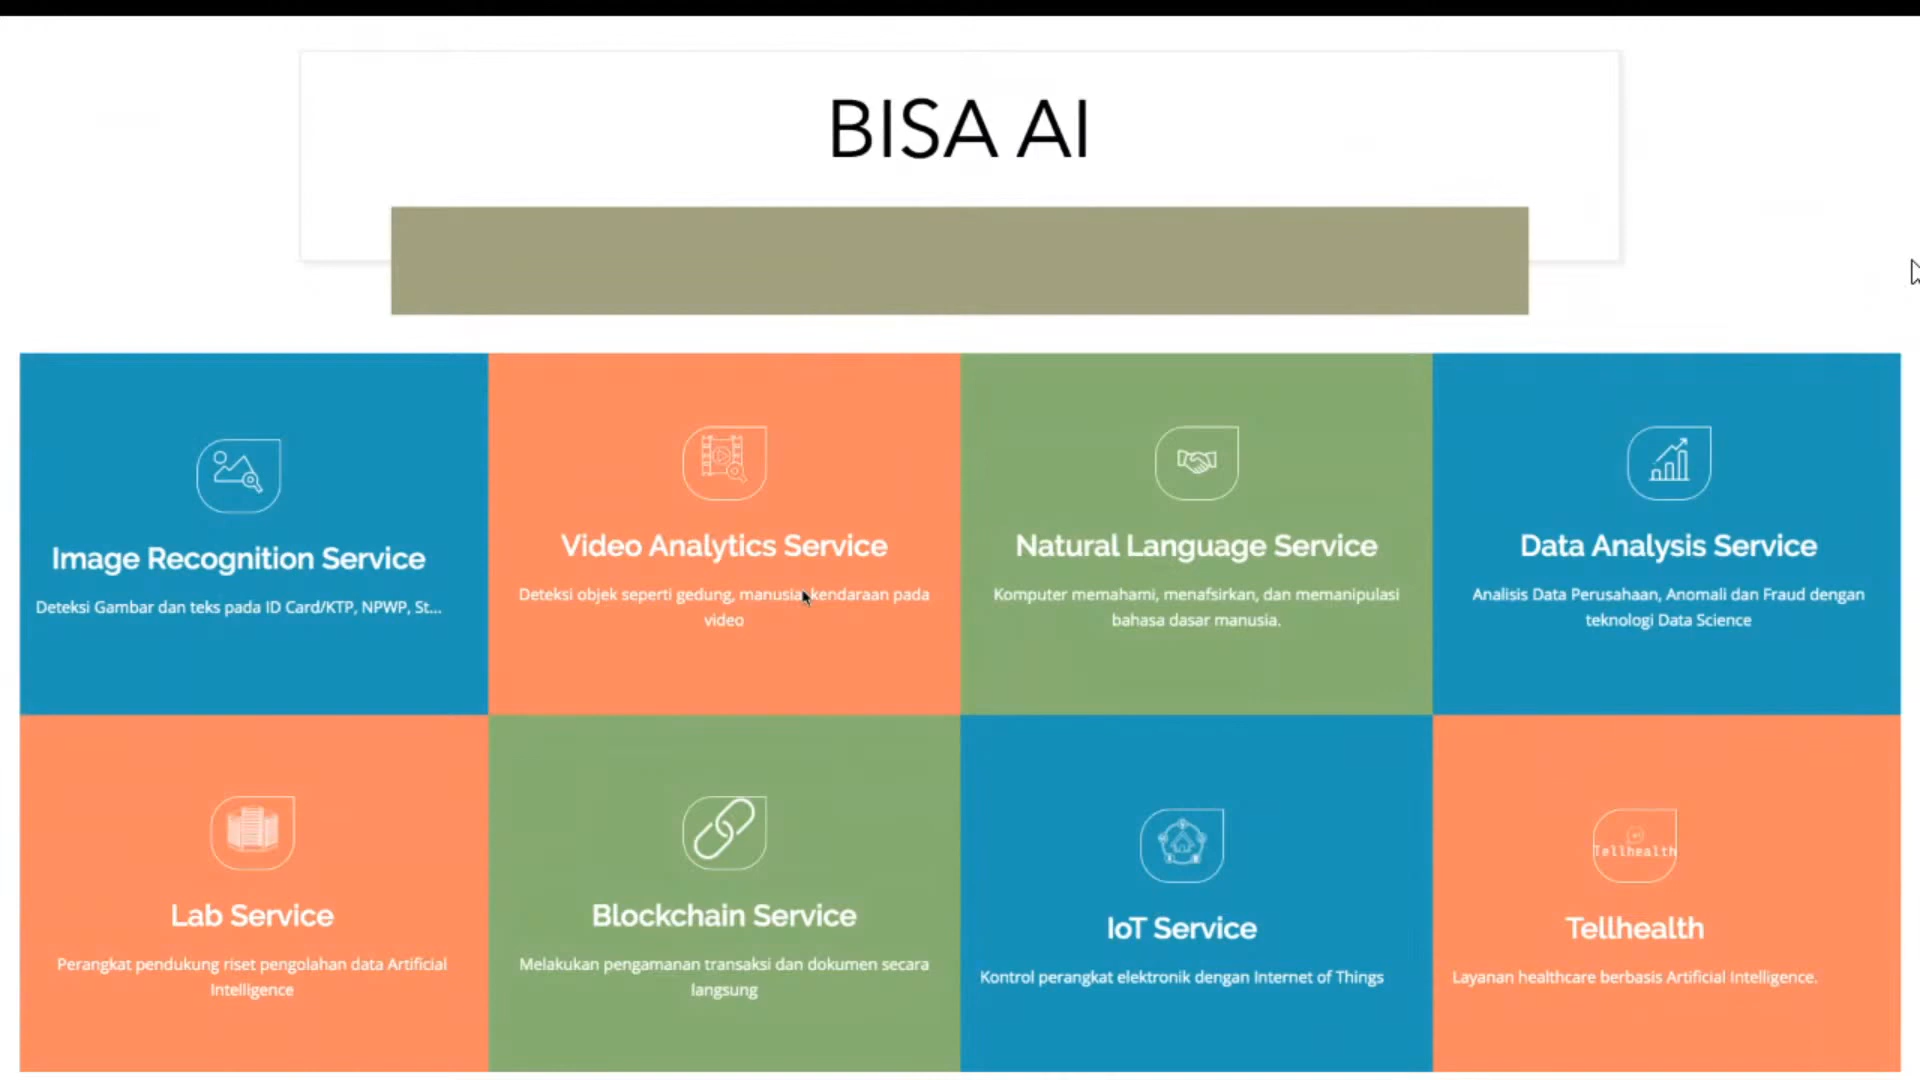 BISA AI
Image Recognition Service
Deteksi Gambar dan teks pada ID Card/KTP, NPWP, St...
Video Analytics Service
Deteksi objek seperti gedung, manusia, kendaraan pada
video
Natural Language Service
Komputer memahami, menafsirkan, dan memanipulasi
bahasa dasar manusia.
Data Analysis Service
Analisis Data Perusahaan, Anomali dan Fraud dengan
teknologi Data Science
Lab Service
Perangkat pendukung riset pengolahan data Artificial
Intelligence
Blockchain Service
Melakukan pengamanan transaksi dan dokumen secara
langsung
IoT Service
Kontrol perangkat elektronik dengan Internet of Things
Tellhealth
Tellhealth
Layanan healthcare berbasis Artificial Intelligence.